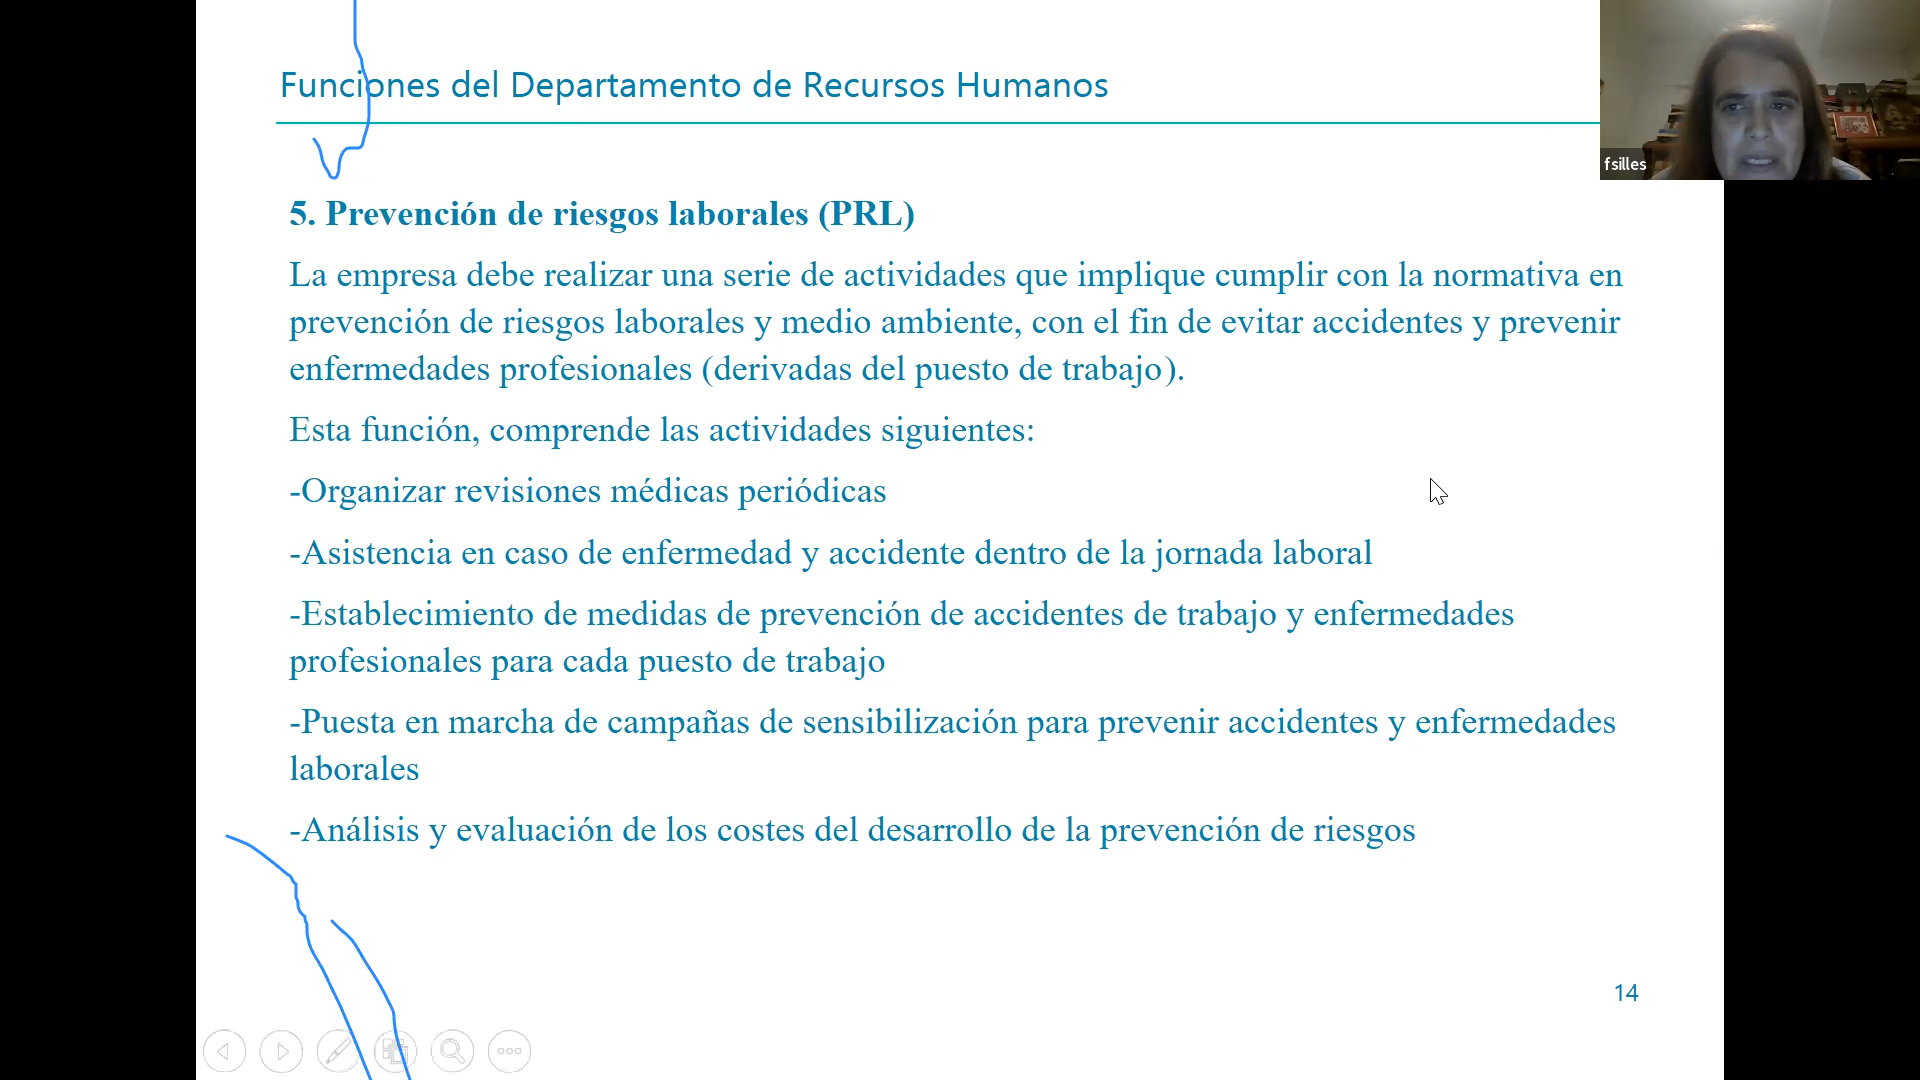 Funciones del Departamento de Recursos Humanos
fsilles
5. Prevención de riesgos laborales (PRL)
La empresa debe realizar una serie de actividades que implique cumplir con la normativa en
prevención de riesgos laborales y medio ambiente, con el fin de evitar accidentes y prevenir
enfermedades profesionales (derivadas del puesto de trabajo).
Esta función, comprende las actividades siguientes:
-Organizar revisiones médicas periódicas
-Asistencia en caso de enfermedad y accidente dentro de la jornada laboral
-Establecimiento de medidas de prevención de accidentes de trabajo y enfermedades
profesionales para cada puesto de trabajo
-Puesta en marcha de campañas de sensibilización para prevenir accidentes y enfermedades
laborales
-Análisis y evaluación de los costes del desarrollo de la prevención de riesgos
14